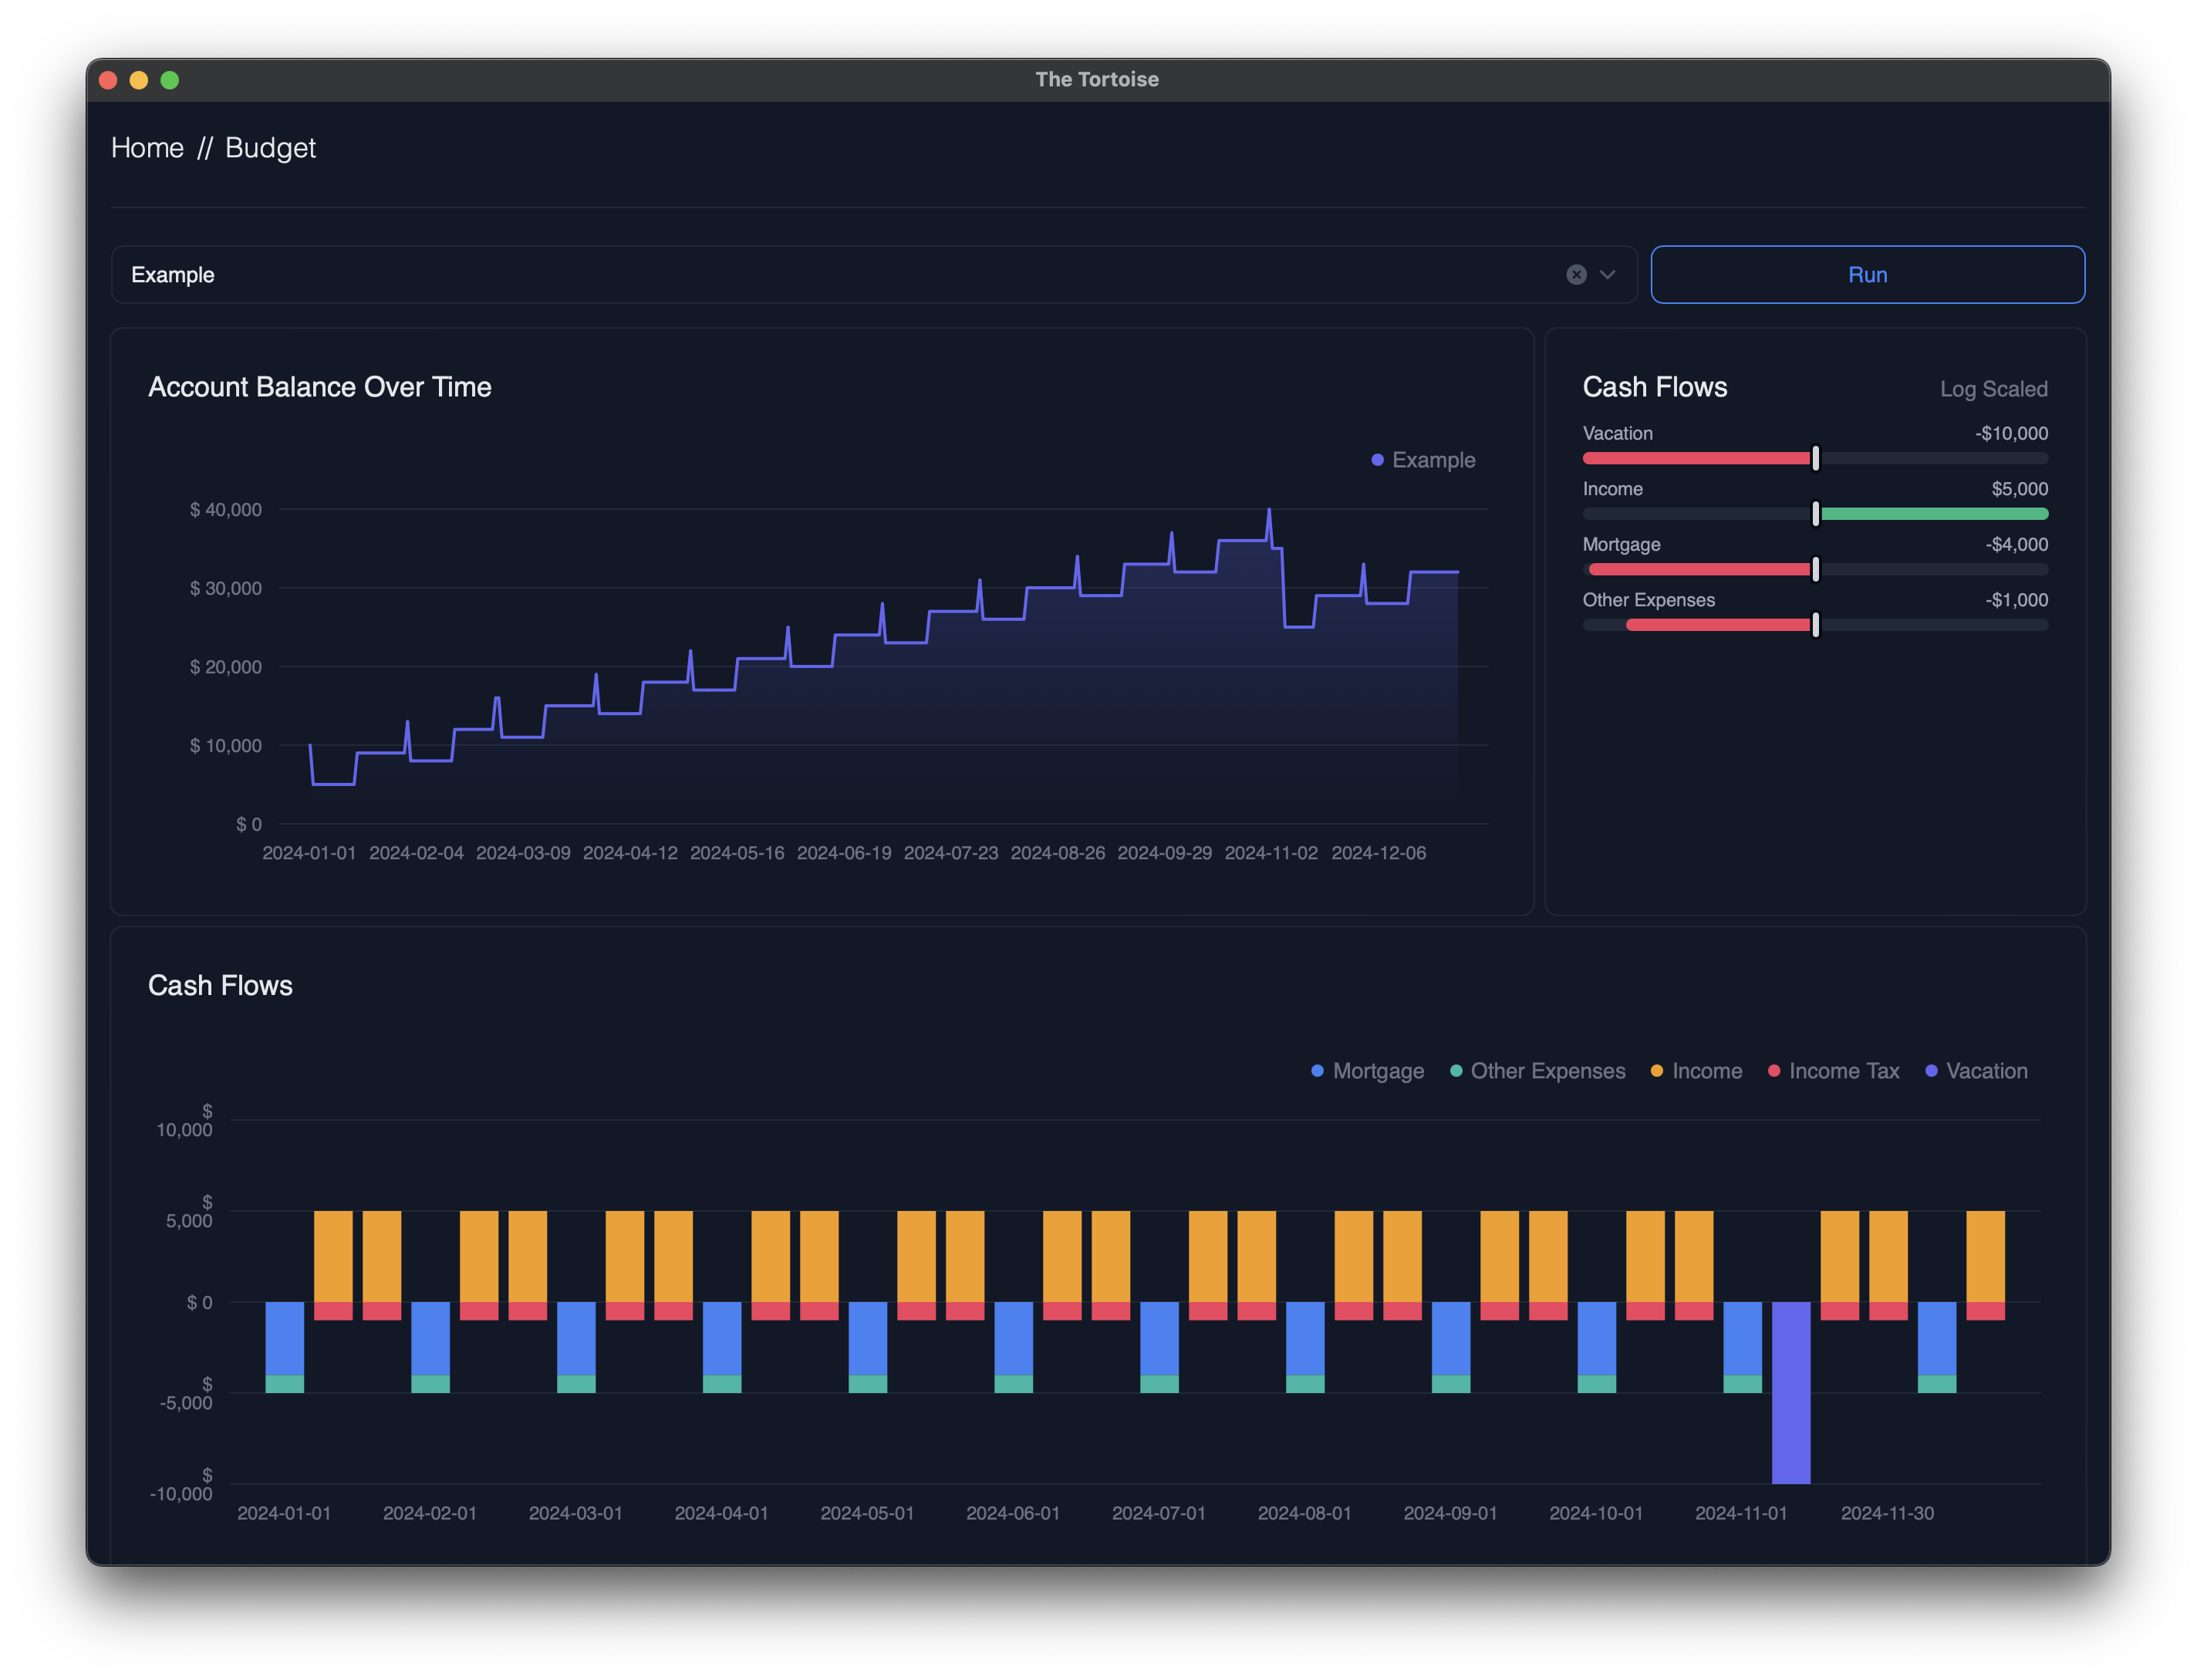 The Tortoise
Home // Budget
Example
Run
Account Balance Over Time
Example
$ 40,000
$ 30,000
$ 20,000
$ 10,000
$ 0
2024-01-01 2024-02-04 2024-03-09 2024-04-12 2024-05-16 2024-06-19 2024-07-23 2024-08-26 2024-09-29 2024-11-02 2024-12-06
Cash Flows Log Scaled
Vacation -$10,000
Income $5,000
Mortgage -$4,000
Other Expenses -$1,000
Cash Flows
Mortgage Other Expenses Income Income Tax Vacation
$
10,000
$
5,000
$ 0
$
-5,000
$
-10,000
2024-01-01 2024-02-01 2024-03-01 2024-04-01 2024-05-01 2024-06-01 2024-07-01 2024-08-01 2024-09-01 2024-10-01 2024-11-01 2024-11-30